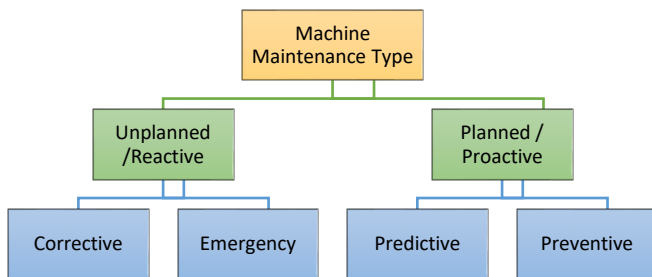 Machine
Maintenance Type
Unplanned
/Reactive
Planned /
Proactive
Corrective
Emergency
Predictive
Preventive